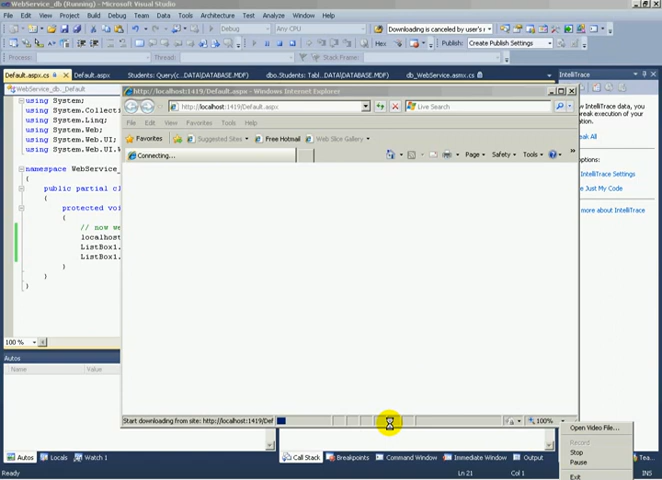 WebService_db (Running) - Microsoft Visual Studio
File Edit View Project Build Debug Team Data Tools Architecture Test Analyze Window Help
Debug Any CPU Downloading is canceled by user's r
Hex Publish: Create Publish Settings
Process: Thread: Stack Frame:
Default.aspx.cs Default.aspx Students: Query(c..DATA\DATABASE.MDF) dbo.Students: Tabl..DATA\DATABASE.MDF) db_WebService.asmx.cs IntelliTrace
WebService_db._Default
http://localhost:1419/Default.aspx - Windows Internet Explorer
http://localhost:1419/Default.aspx Live Search
File Edit View Favorites Tools Help
Favorites Suggested Sites Free Hotmail Web Slice Gallery
Connecting... Page Safety Tools
using System;
using System.Collect
using System.Linq;
using System.Web;
using System.Web.UI;
using System.Web.UI.W
namespace WebService_
{
public partial cl
{
protected voi
{
// now we
localhost
ListBox1.
ListBox1.
}
}
}
w IntelliTrace data, you
break execution of your
ation.
eak All
ptions:
IntelliTrace Settings
e Just My Code
more about IntelliTrace
100 %
Autos
Name Value
Start downloading from site: http://localhost:1419/Def 100%
Open Video File...
Record
Stop
Pause
Exit
Autos Locals Watch 1 Call Stack Breakpoints Command Window Immediate Window Output Tea...
Ready Ln 21 Col 1 INS